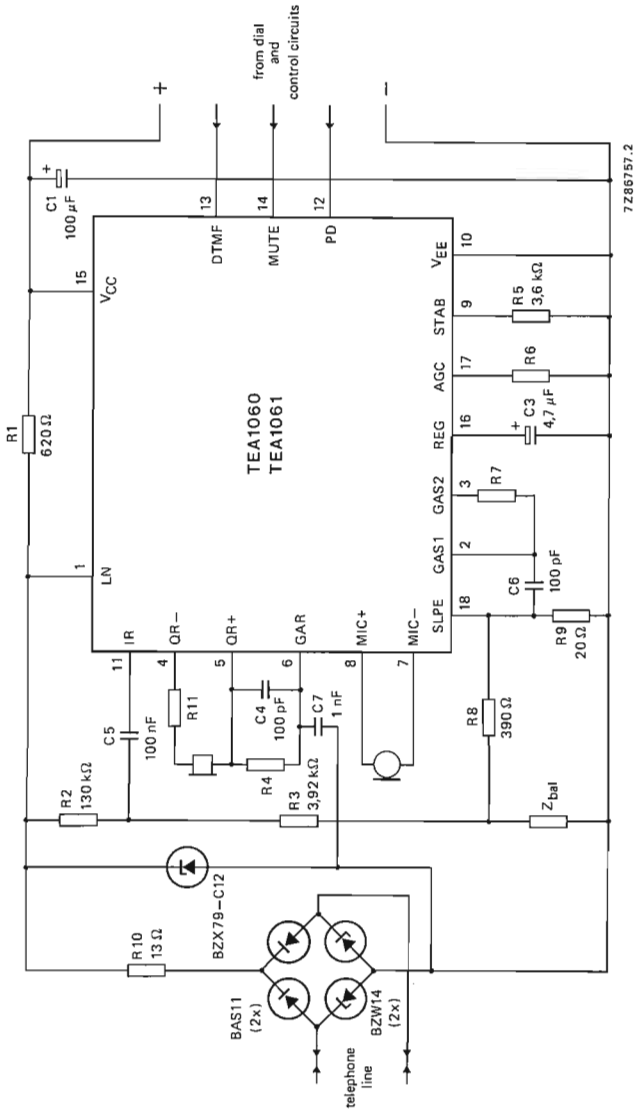 R1
620 Ω
C1
+
100 µF
+
from dial
and
control circuits
−
R10
13 Ω
BZX79–C12
BAS11
(2x)
BZW14
(2x)
telephone
line
R2
130 kΩ
C5
100 nF
R3
3,92 kΩ
R11
R4
C4
100 pF
C7
1 nF
R8
390 Ω
Zbal
1
LN
15
VCC
11
IR
4
QR−
5
QR+
6
GAR
8
MIC+
7
MIC−
TEA1060
TEA1061
13
DTMF
14
MUTE
12
PD
SLPE
18
GAS1
2
GAS2
3
REG
16
AGC
17
STAB
9
VEE
10
C6
100 pF
R9
20 Ω
R7
+
C3
4,7 µF
R6
R5
3,6 kΩ
7Z86757.2